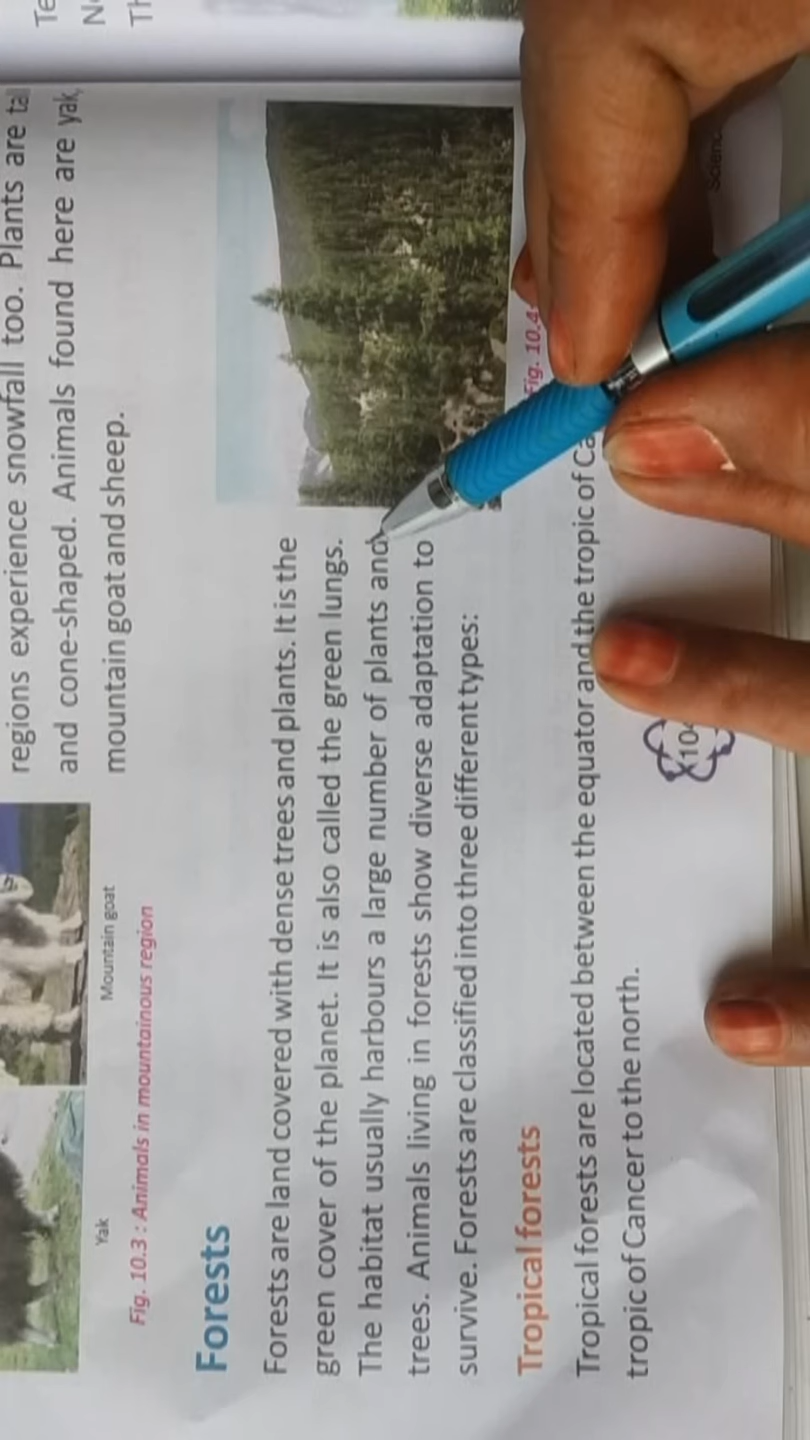 Te
regions experience snowfall too. Plants are
and cone-shaped. Animals found here are yak,
mountain goat and sheep.
Yak
Mountain goat
Fig. 10.3 : Animals in mountainous region
Forests
Forests are land covered with dense trees and plants. It is the
green cover of the planet. It is also called the green lungs.
The habitat usually harbours a large number of plants and
trees. Animals living in forests show diverse adaptation to
survive. Forests are classified into three different types:
Fig. 10.4
Tropical forests
Tropical forests are located between the equator and the tropic of
tropic of Cancer to the north.